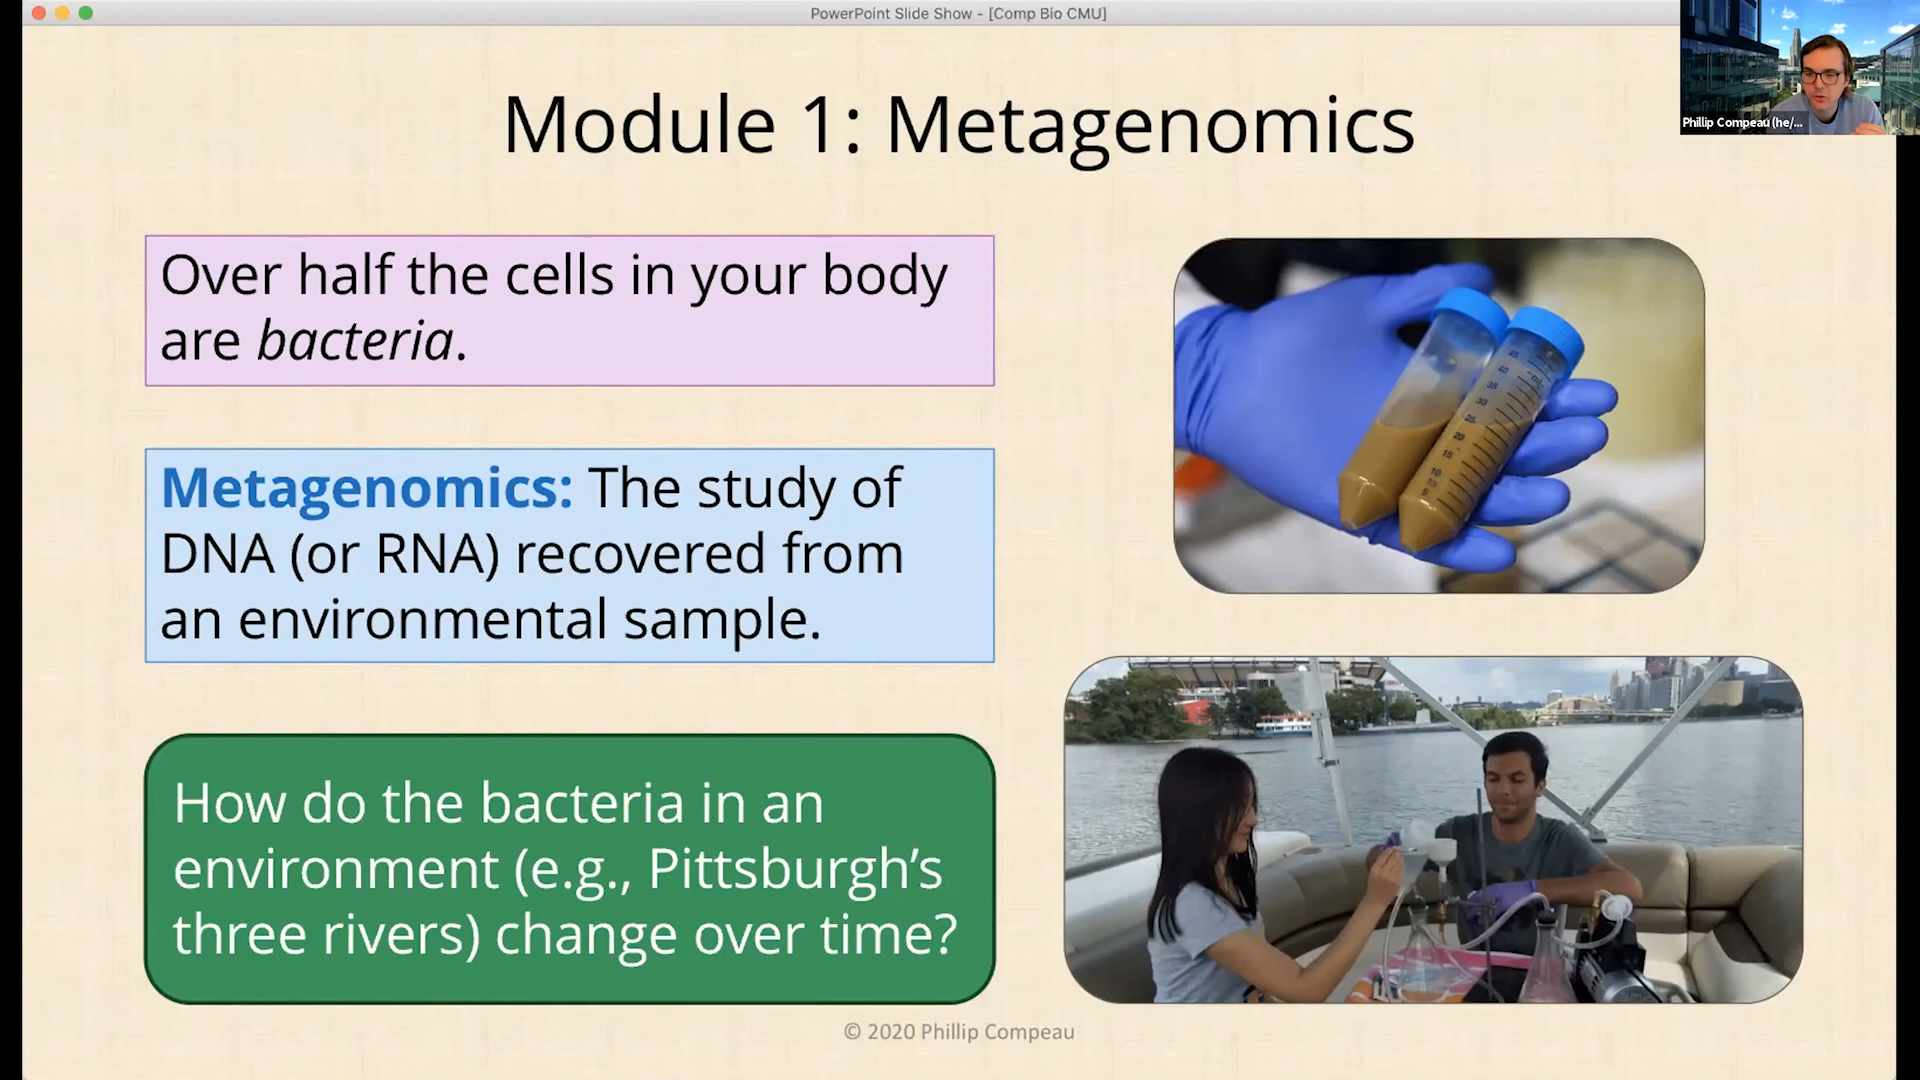 PowerPoint Slide Show - [Comp Bio CMU]
Phillip Compeau (he/...
Module 1: Metagenomics
Over half the cells in your body
are bacteria.
Metagenomics: The study of
DNA (or RNA) recovered from
an environmental sample.
How do the bacteria in an
environment (e.g., Pittsburgh’s
three rivers) change over time?
© 2020 Phillip Compeau